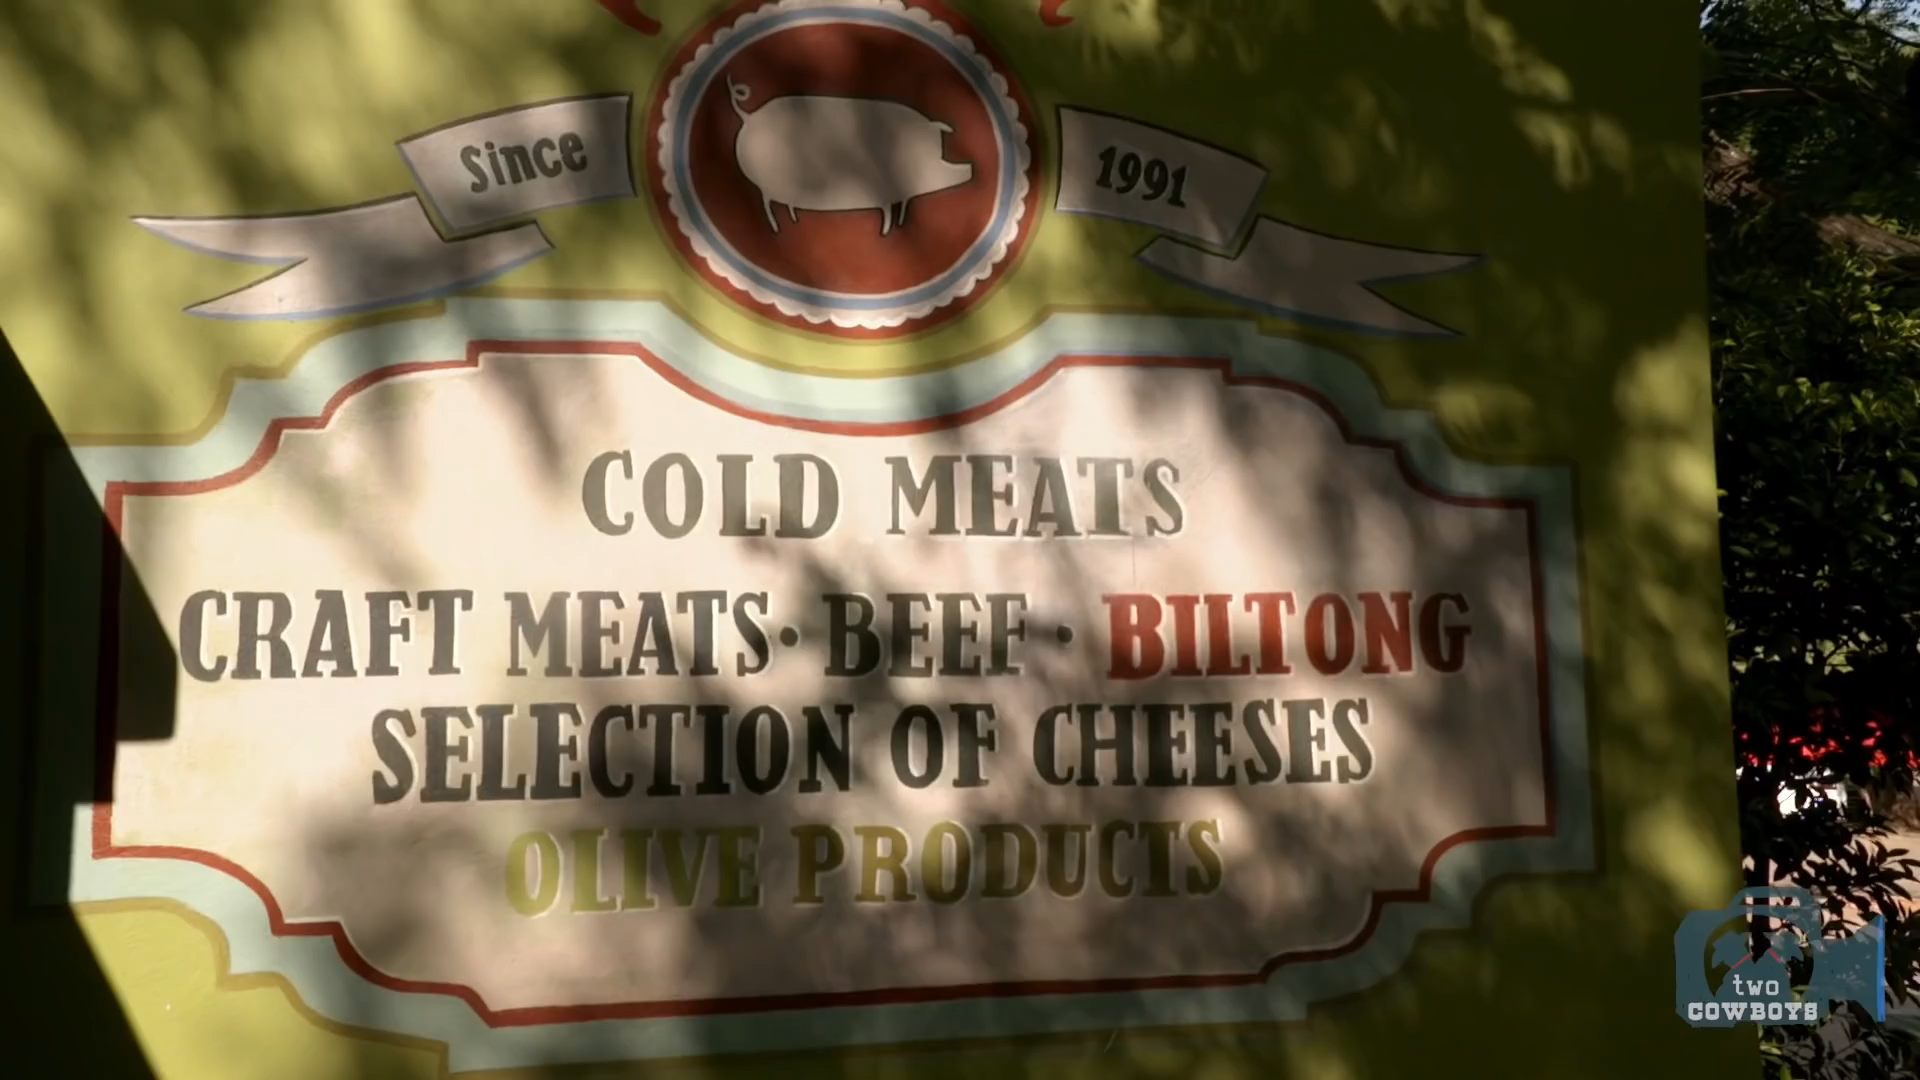 Since 1991
COLD MEATS
CRAFT MEATS · BEEF · BILTONG
SELECTION OF CHEESES
OLIVE PRODUCTS
two
COWBOYS